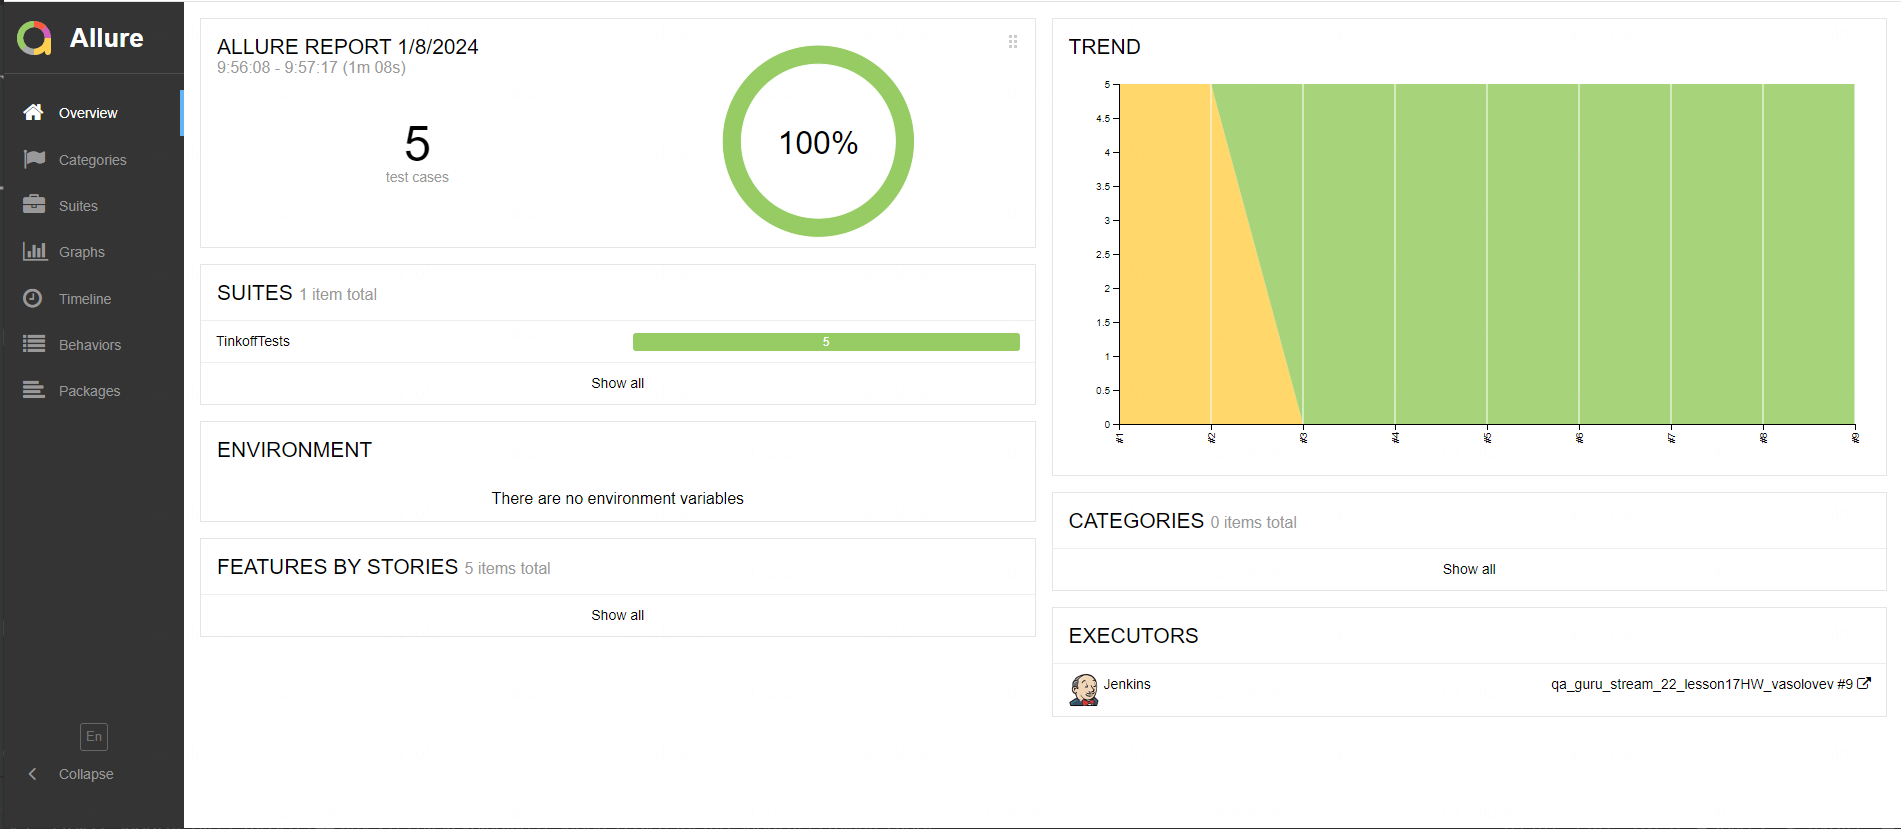 Allure
Overview
Categories
Suites
Graphs
Timeline
Behaviors
Packages
En
Collapse
ALLURE REPORT 1/8/2024
9:56:08 - 9:57:17 (1m 08s)
5
test cases
100%
SUITES 1 item total
TinkoffTests 5
Show all
ENVIRONMENT
There are no environment variables
FEATURES BY STORIES 5 items total
Show all
TREND
5
4.5
4
3.5
3
2.5
2
1.5
1
0.5
0
#1 #2 #3 #4 #5 #6 #7 #8 #9
CATEGORIES 0 items total
Show all
EXECUTORS
Jenkins qa_guru_stream_22_lesson17HW_vasolovev #9